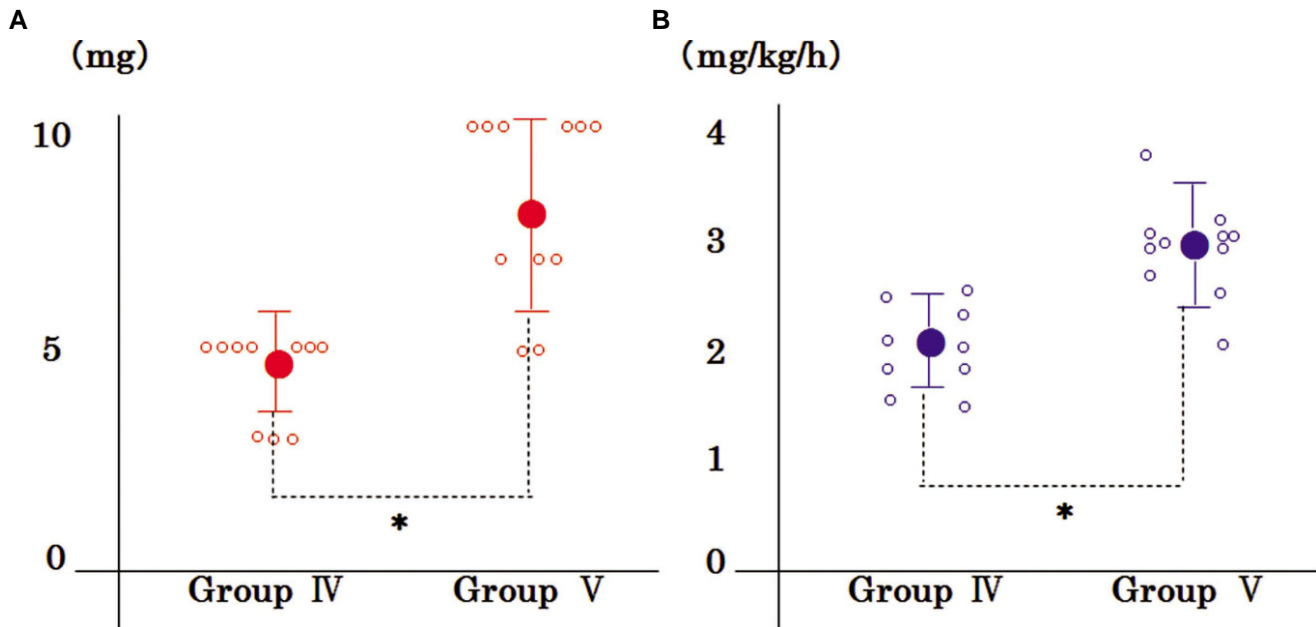 A
(mg)
10
5
0
*
Group Ⅳ
Group Ⅴ
B
(mg/kg/h)
4
3
2
1
0
*
Group Ⅳ
Group Ⅴ